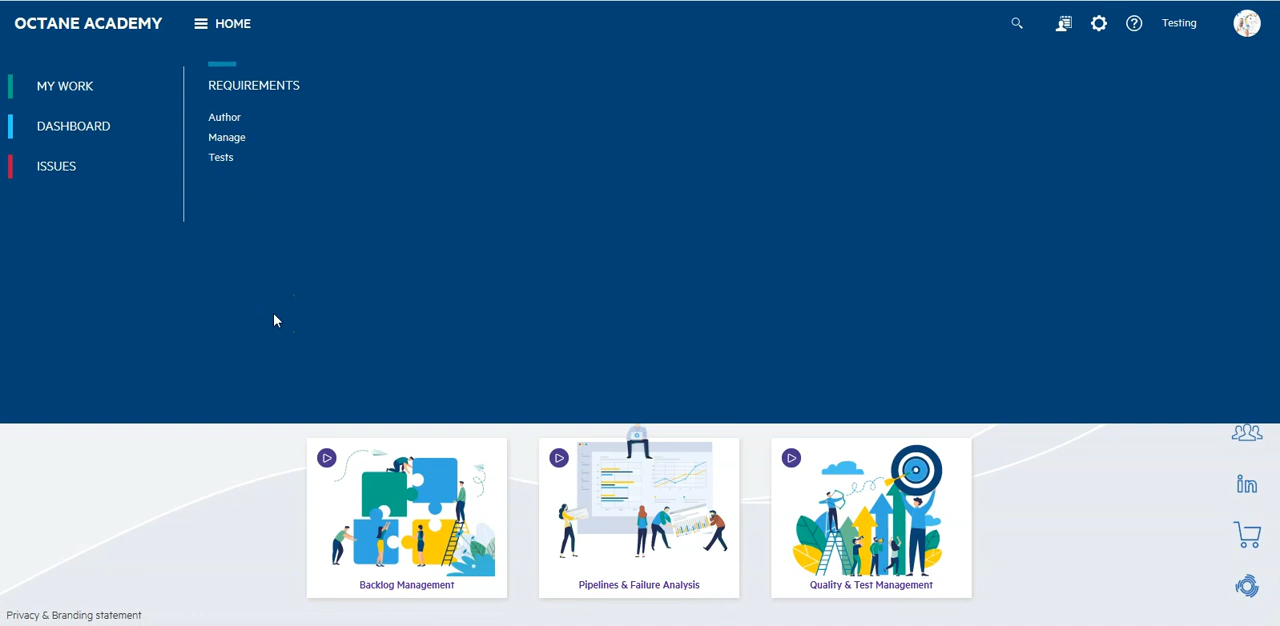 OCTANE ACADEMY
HOME
Testing
MY WORK
DASHBOARD
ISSUES
REQUIREMENTS
Author
Manage
Tests
Backlog Management
Pipelines & Failure Analysis
Quality & Test Management
in
Privacy & Branding statement